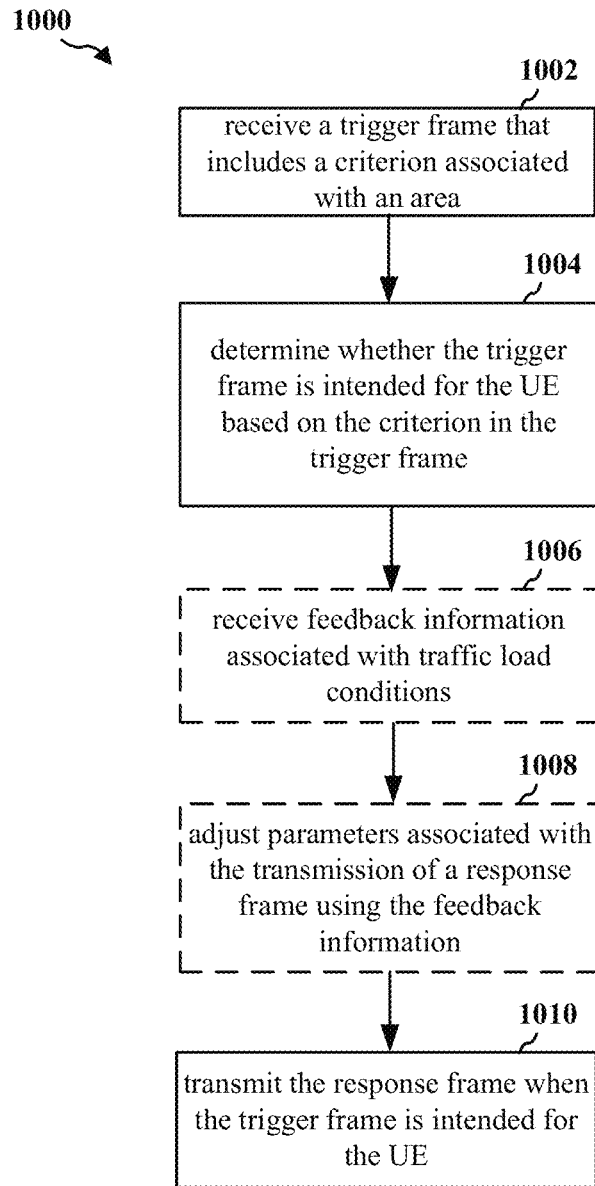 1000
1002
receive a trigger frame that
includes a criterion associated
with an area
1004
determine whether the trigger
frame is intended for the UE
based on the criterion in the
trigger frame
1006
receive feedback information
associated with traffic load
conditions
1008
adjust parameters associated with
the transmission of a response
frame using the feedback
information
1010
transmit the response frame when
the trigger frame is intended for
the UE